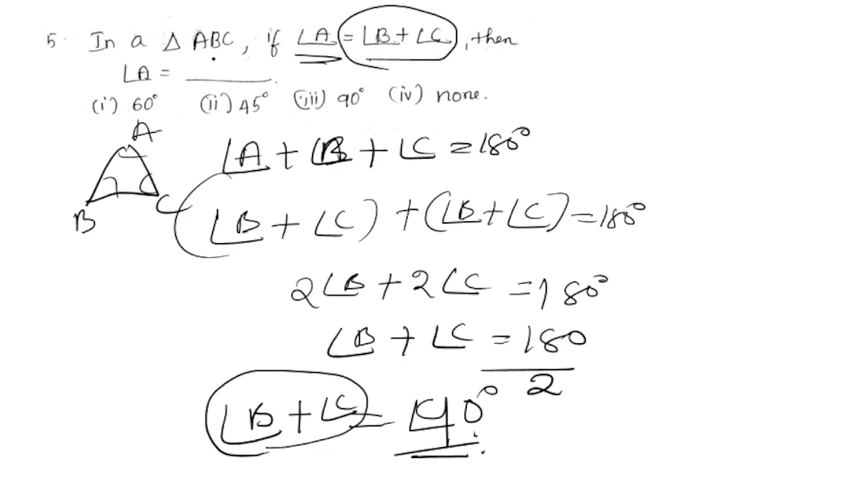 5. In a △ ABC, if ∠A = ∠B + ∠C, then
∠A = ________.
(i) 60° (ii) 45° (iii) 90° (iv) none.
A
B
C
∠A + ∠B + ∠C = 180°
(∠B + ∠C) + (∠B + ∠C) = 180°
2∠B + 2∠C = 180°
∠B + ∠C = 180/2
∠B + ∠C = 90°